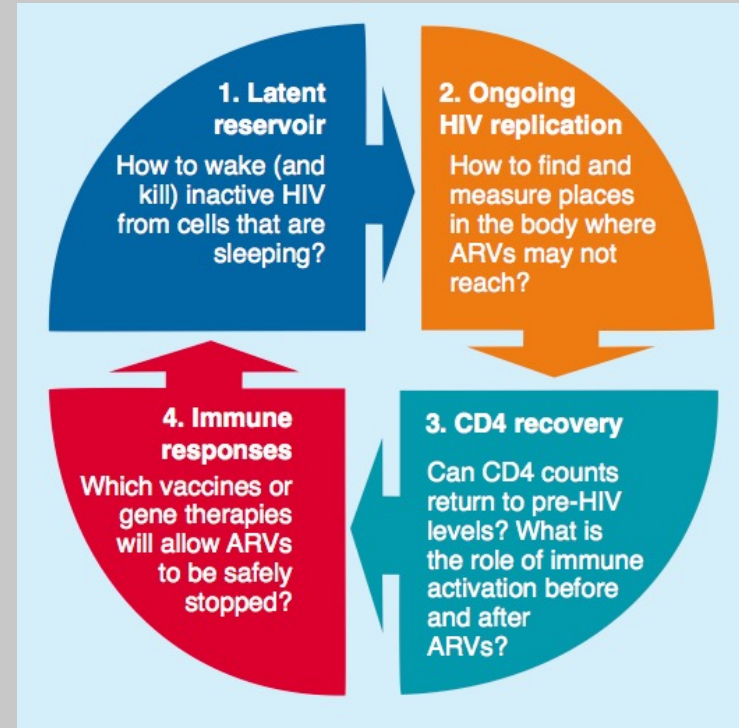 1. Latent
reservoir
How to wake (and
kill) inactive HIV
from cells that are
sleeping?
2. Ongoing
HIV replication
How to find and
measure places
in the body where
ARVs may not
reach?
3. CD4 recovery
Can CD4 counts
return to pre-HIV
levels? What is
the role of immune
activation before
and after
ARVs?
4. Immune
responses
Which vaccines or
gene therapies
will allow ARVs
to be safely
stopped?